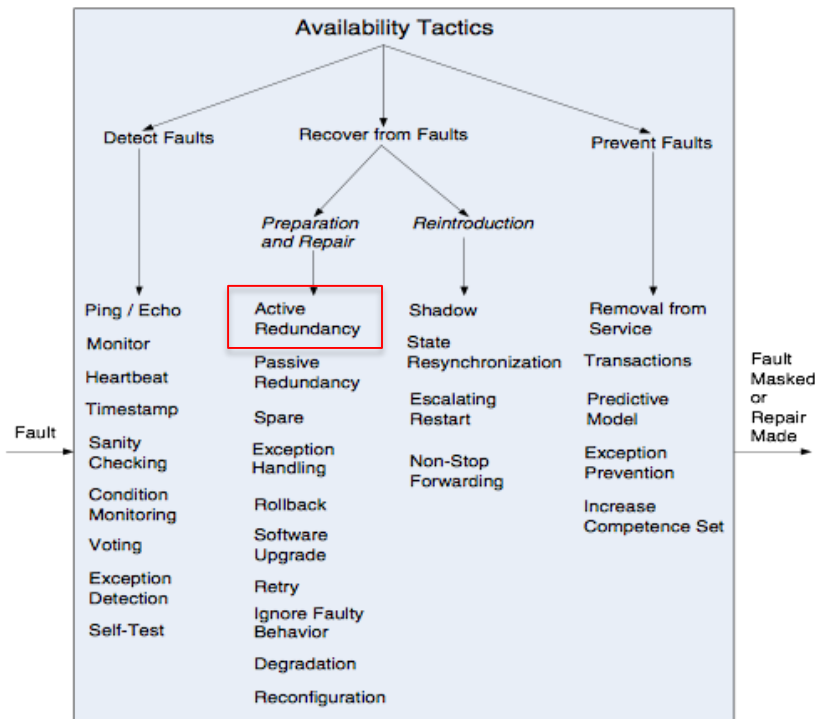 Availability Tactics
Detect Faults
Recover from Faults
Prevent Faults
Preparation
and Repair
Reintroduction
Fault
Ping / Echo
Monitor
Heartbeat
Timestamp
Sanity
Checking
Condition
Monitoring
Voting
Exception
Detection
Self-Test
Active
Redundancy
Passive
Redundancy
Spare
Exception
Handling
Rollback
Software
Upgrade
Retry
Ignore Faulty
Behavior
Degradation
Reconfiguration
Shadow
State
Resynchronization
Escalating
Restart
Non-Stop
Forwarding
Removal from
Service
Transactions
Predictive
Model
Exception
Prevention
Increase
Competence Set
Fault
Masked
or
Repair
Made